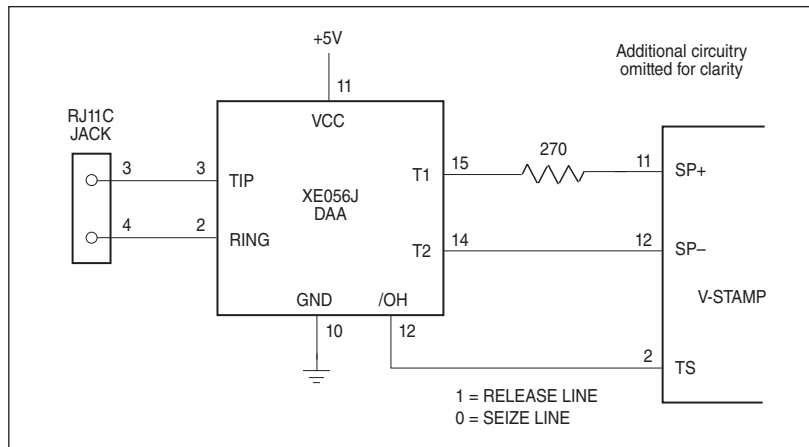 +5V
Additional circuitry
omitted for clarity
11
RJ11C
JACK
VCC
270
3
3
TIP
T1
15
11
SP+
XE056J
DAA
4
2
RING
T2
14
12
SP–
V-STAMP
GND
/OH
10
12
2
TS
1 = RELEASE LINE
0 = SEIZE LINE